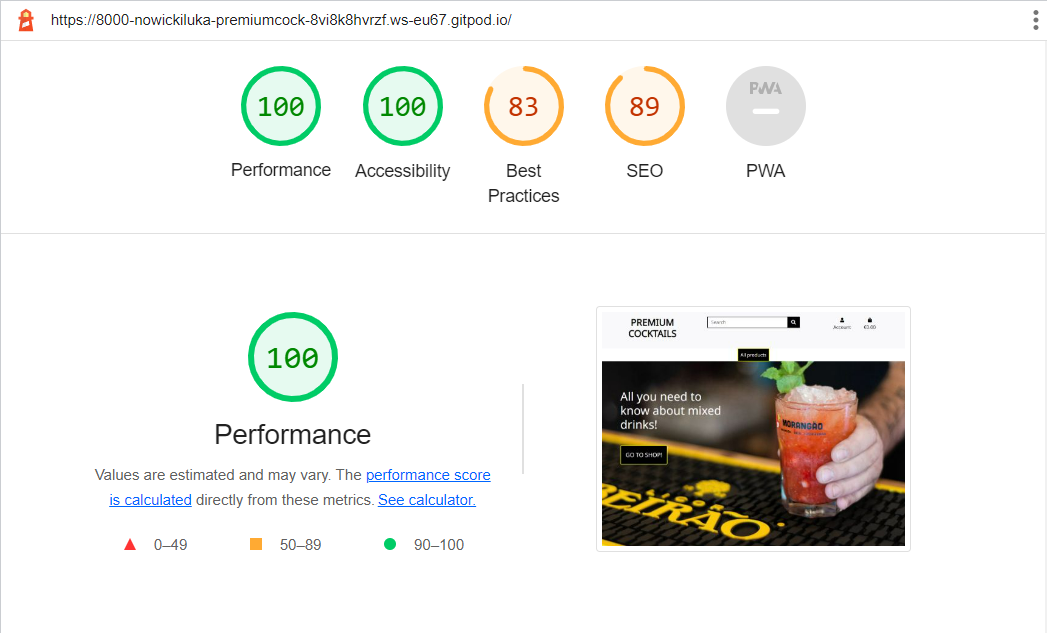 https://8000-nowickiluka-premiumcock-8vi8k8hvrzf.ws-eu67.gitpod.io/
100
100
83
89
PWA
Performance
Accessibility
Best
Practices
SEO
PWA
100
Performance
Values are estimated and may vary. The performance score
is calculated directly from these metrics. See calculator.
0–49
50–89
90–100
PREMIUM
COCKTAILS
Search
Account
€0.00
All products
All you need to
know about mixed
drinks!
GO TO SHOP!
MORANGÃO
LICOR
BEIRÃO